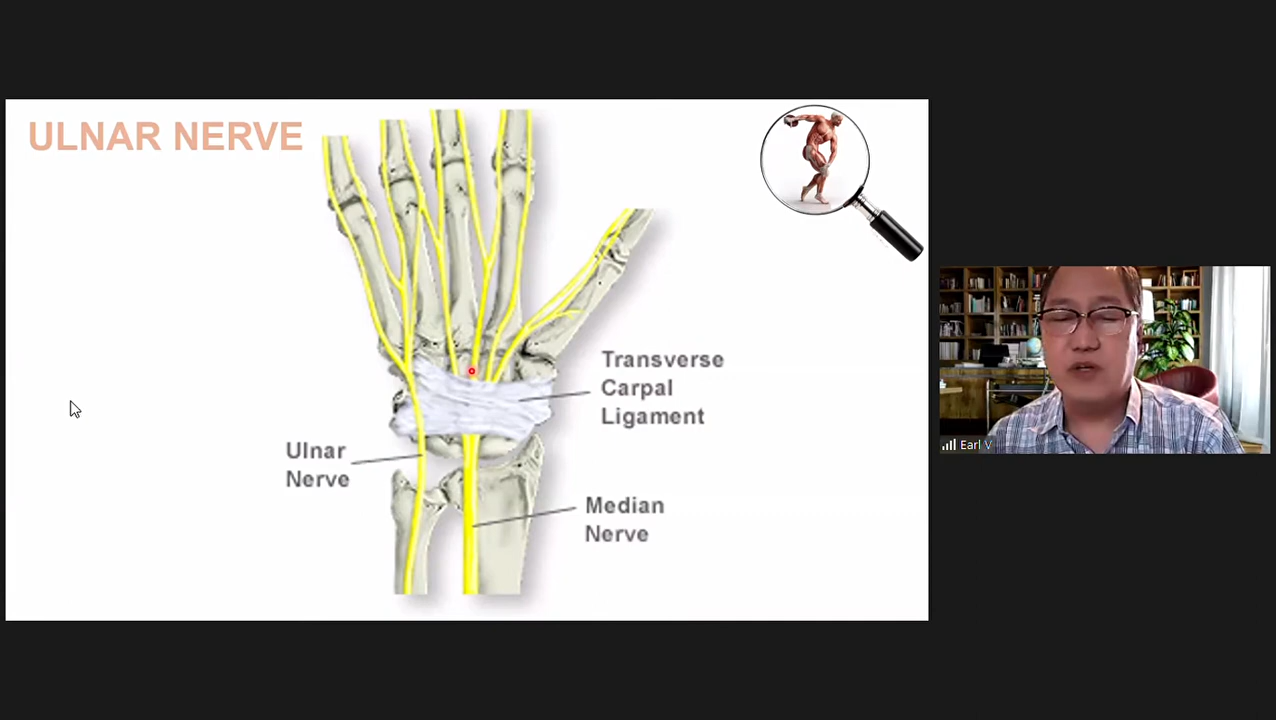 ULNAR NERVE
Transverse
Carpal
Ligament
Ulnar
Nerve
Median
Nerve
Earl V